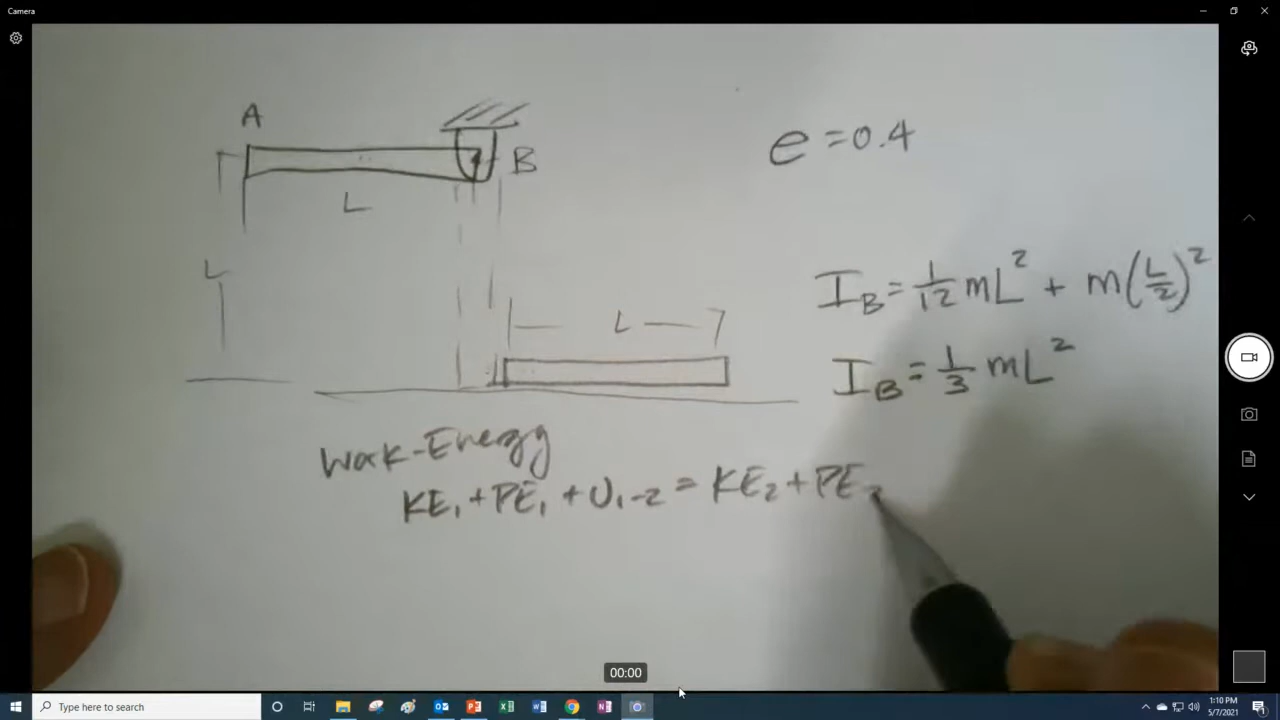 Camera
A
B
L
e = 0.4
L
L
I_B = 1/12 mL² + m(L/2)²
I_B = 1/3 mL²
Work-Energy
KE₁ + PE₁ + U₁₋₂ = KE₂ + PE₂
00:00
Type here to search
1:10 PM
5/7/2021